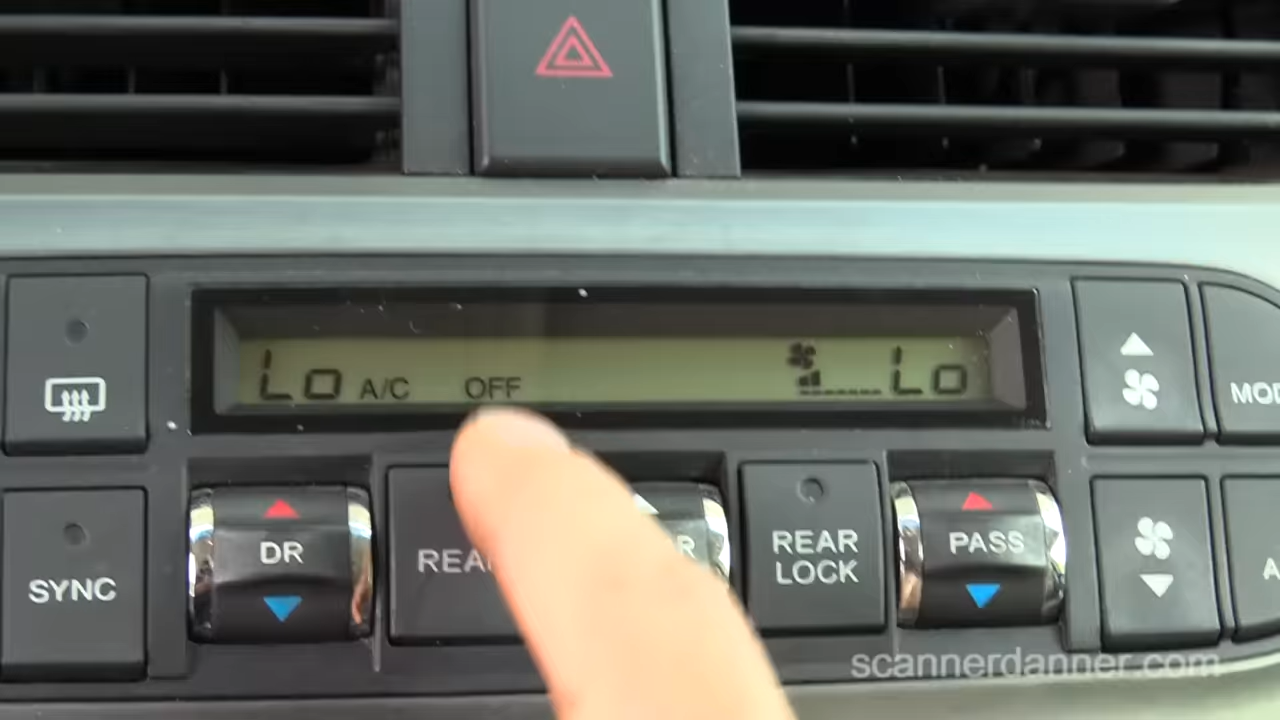 Lo A/C OFF Lo
MOD
SYNC
DR
REAR
LOCK
PASS
scannerdanner.com